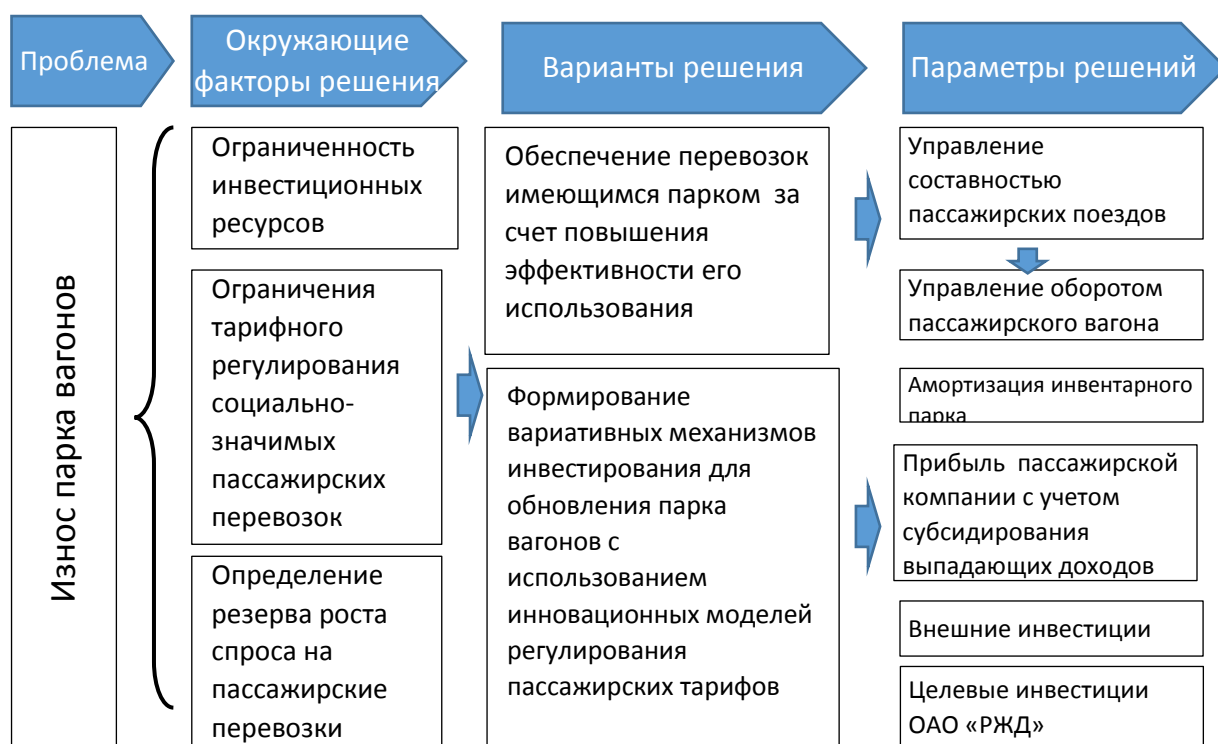 Проблема
Окружающие
факторы решения
Варианты решения
Параметры решений
Износ парка вагонов
Ограниченность
инвестиционных
ресурсов
Ограничения
тарифного
регулирования
социально-
значимых
пассажирских
перевозок
Определение
резерва роста
спроса на
пассажирские
перевозки
Обеспечение перевозок
имеющимся парком за
счет повышения
эффективности его
использования
Формирование
вариативных механизмов
инвестирования для
обновления парка
вагонов с
использованием
инновационных моделей
регулирования
пассажирских тарифов
Управление
составностью
пассажирских поездов
Управление оборотом
пассажирского вагона
Амортизация инвентарного
парка
Прибыль пассажирской
компании с учетом
субсидирования
выпадающих доходов
Внешние инвестиции
Целевые инвестиции
ОАО «РЖД»